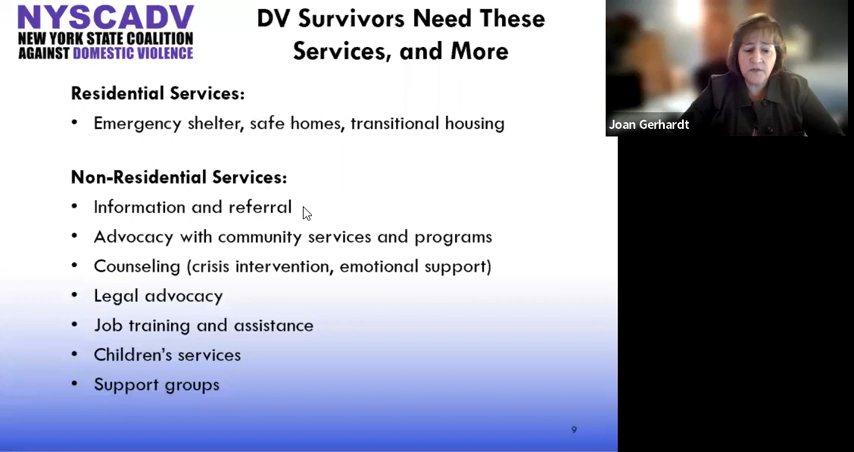 NYSCADV
NEW YORK STATE COALITION
AGAINST DOMESTIC VIOLENCE
DV Survivors Need These
Services, and More
Joan Gerhardt
Residential Services:
• Emergency shelter, safe homes, transitional housing
Non-Residential Services:
• Information and referral
• Advocacy with community services and programs
• Counseling (crisis intervention, emotional support)
• Legal advocacy
• Job training and assistance
• Children's services
• Support groups
9